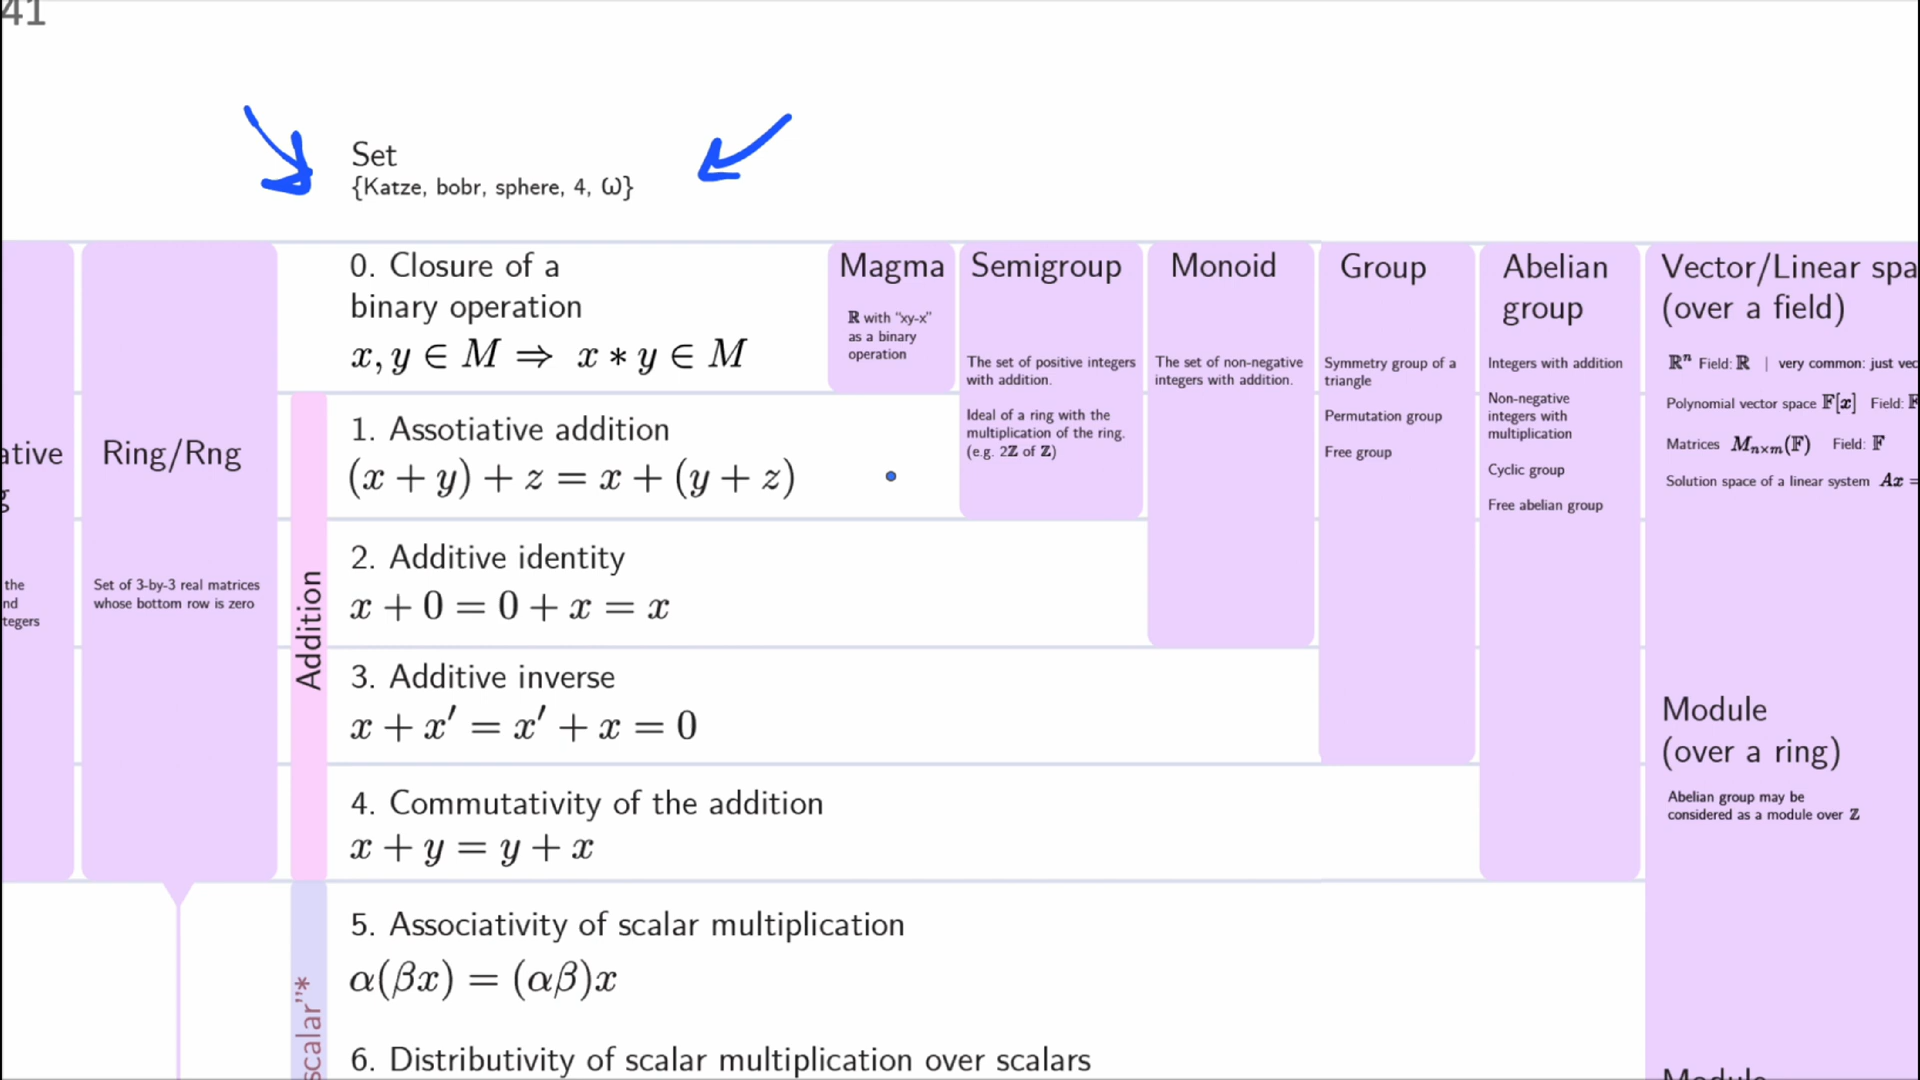 41
Set
{Katze, bobr, sphere, 4, ω}
0. Closure of a
binary operation
x, y ∈ M ⇒ x * y ∈ M
Magma
ℝ with “xy-x”
as a binary
operation
Semigroup
The set of positive integers
with addition.
Ideal of a ring with the
multiplication of the ring.
(e.g. 2ℤ of ℤ)
Monoid
The set of non-negative
integers with addition.
Group
Symmetry group of a
triangle
Permutation group
Free group
Abelian
group
Integers with addition
Non-negative
integers with
multiplication
Cyclic group
Free abelian group
Vector/Linear spa
(over a field)
ℝⁿ Field: ℝ | very common: just vec
Polynomial vector space 𝔽[x] Field: 𝔽
Matrices Mₙₓₘ(𝔽) Field: 𝔽
Solution space of a linear system Ax =
Module
(over a ring)
Abelian group may be
considered as a module over ℤ
Module
ative
g
the
nd
tegers
Ring/Rng
Set of 3-by-3 real matrices
whose bottom row is zero
Addition
1. Assotiative addition
(x + y) + z = x + (y + z)
2. Additive identity
x + 0 = 0 + x = x
3. Additive inverse
x + x′ = x′ + x = 0
4. Commutativity of the addition
x + y = y + x
scalar”*
5. Associativity of scalar multiplication
α(βx) = (αβ)x
6. Distributivity of scalar multiplication over scalars